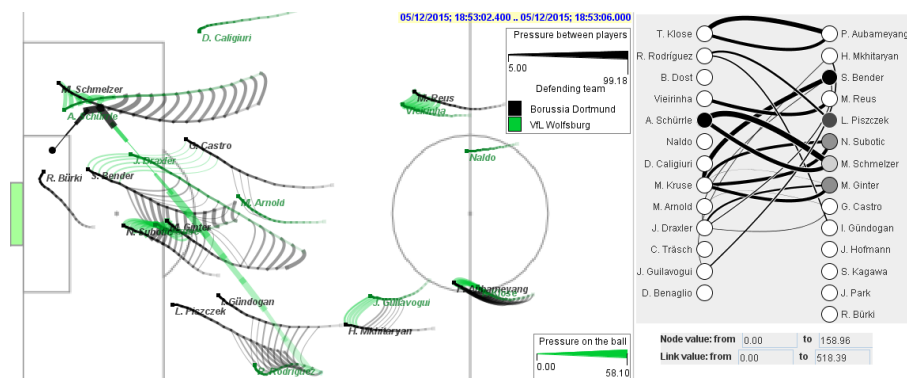 05/12/2015; 18:53:02.400 .. 05/12/2015; 18:53:06.000
D. Caligiuri
Pressure between players
5.00
99.18
Defending team
Borussia Dortmund
VfL Wolfsburg
M. Schmelzer
A. Schürrle
M. Reus
Vieirinha
G. Castro
Naldo
J. Draxler
R. Bürki
S. Bender
M. Arnold
N. Subotic
M. Ginter
I. Gündogan
L. Piszczek
J. Guilavogui
H. Mkhitaryan
P. Aubameyang
R. Rodríguez
Pressure on the ball
0.00
58.10
T. Klose
P. Aubameyang
R. Rodríguez
H. Mkhitaryan
B. Dost
S. Bender
Vieirinha
M. Reus
A. Schürrle
L. Piszczek
Naldo
N. Subotic
D. Caligiuri
M. Schmelzer
M. Kruse
M. Ginter
M. Arnold
G. Castro
J. Draxler
I. Gündogan
C. Träsch
J. Hofmann
J. Guilavogui
S. Kagawa
D. Benaglio
J. Park
R. Bürki
Node value: from 0.00 to 158.96
Link value: from 0.00 to 518.39